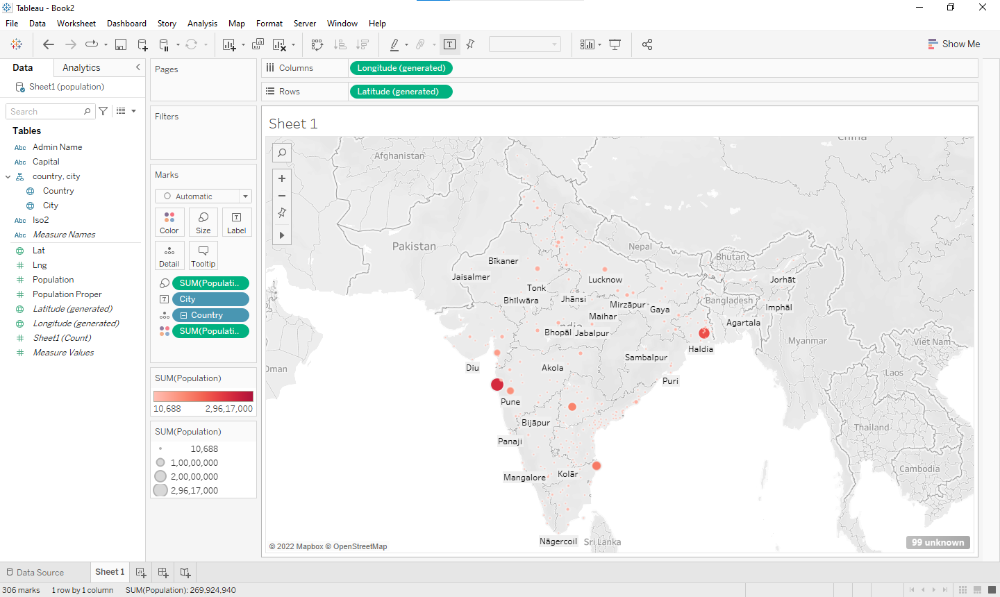 Tableau - Book2
File Data Worksheet Dashboard Story Analysis Map Format Server Window Help
Show Me
Data Analytics
Sheet1 (population)
Search
Tables
Abc Admin Name
Abc Capital
country, city
Country
City
Abc Iso2
Abc Measure Names
Lat
Lng
Population
Population Proper
Latitude (generated)
Longitude (generated)
Sheet1 (Count)
Measure Values
Pages
Filters
Marks
Automatic
Color Size Label
Detail Tooltip
SUM(Populati..
City
Country
SUM(Populati..
SUM(Population)
10,688 2,96,17,000
SUM(Population)
10,688
1,00,00,000
2,00,00,000
2,96,17,000
Columns Longitude (generated)
Rows Latitude (generated)
Sheet 1
China
Afghanistan
Pakistan
Nepal
Bhutan
Bīkaner
Jaisalmer
Lucknow
Jorhāt
Tonk
Bhīlwāra
Jhānsi
Mirzāpur
Gaya
Bangladesh
Imphāl
Maihar
Agartala
India
Bhopāl
Jabalpur
Myanmar
Viet Nam
Haldia
Sambalpur
Diu
Akola
Oman
Laos
Puri
Pune
Bijāpur
Thailand
Panaji
Mangalore
Kolār
Cambodia
Nāgercoil
Sri Lanka
© 2022 Mapbox © OpenStreetMap
99 unknown
Data Source Sheet 1
306 marks 1 row by 1 column SUM(Population): 269,924,940